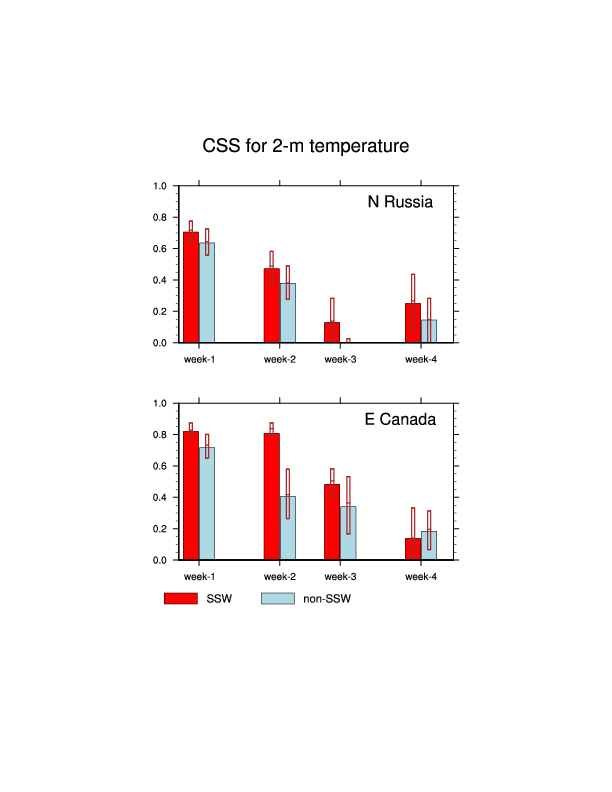 CSS for 2-m temperature
N Russia
1.0
0.8
0.6
0.4
0.2
0.0
week-1 week-2 week-3 week-4
E Canada
1.0
0.8
0.6
0.4
0.2
0.0
week-1 week-2 week-3 week-4
SSW non-SSW